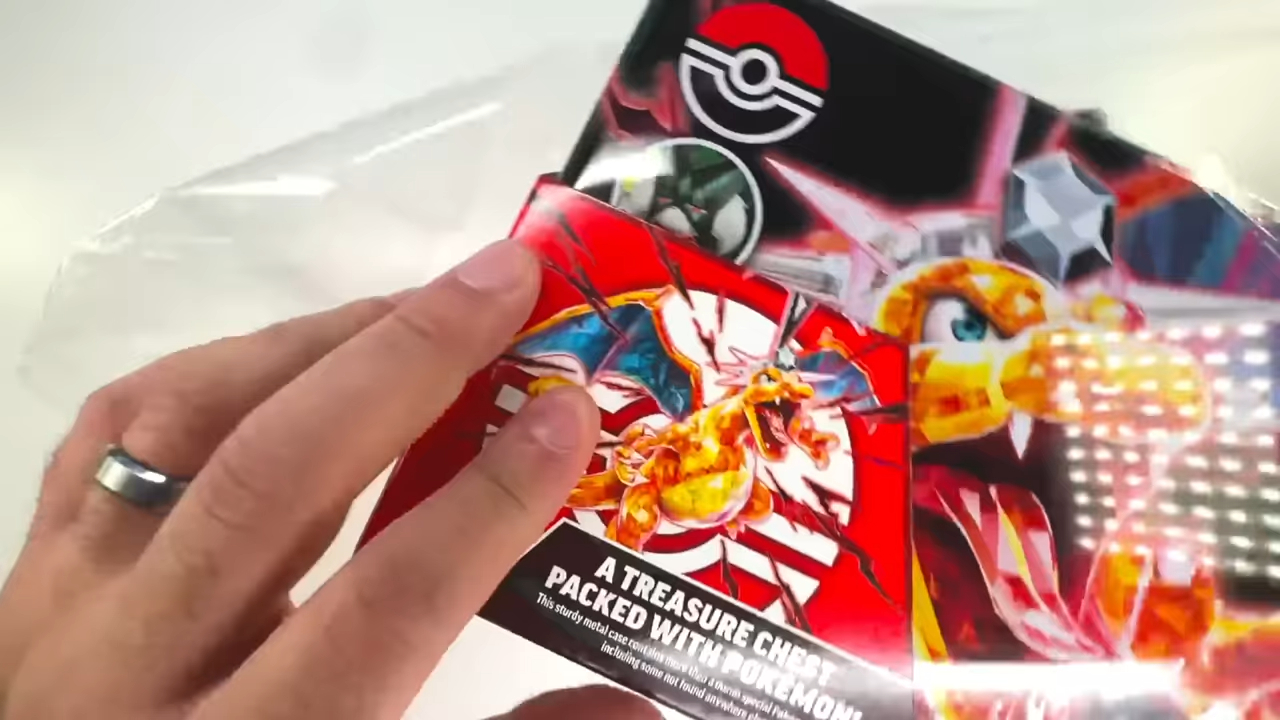 A TREASURE CHEST
PACKED WITH POKÉMON!
This sturdy metal case contains more than a dozen special Poké
including some not found anywhere else